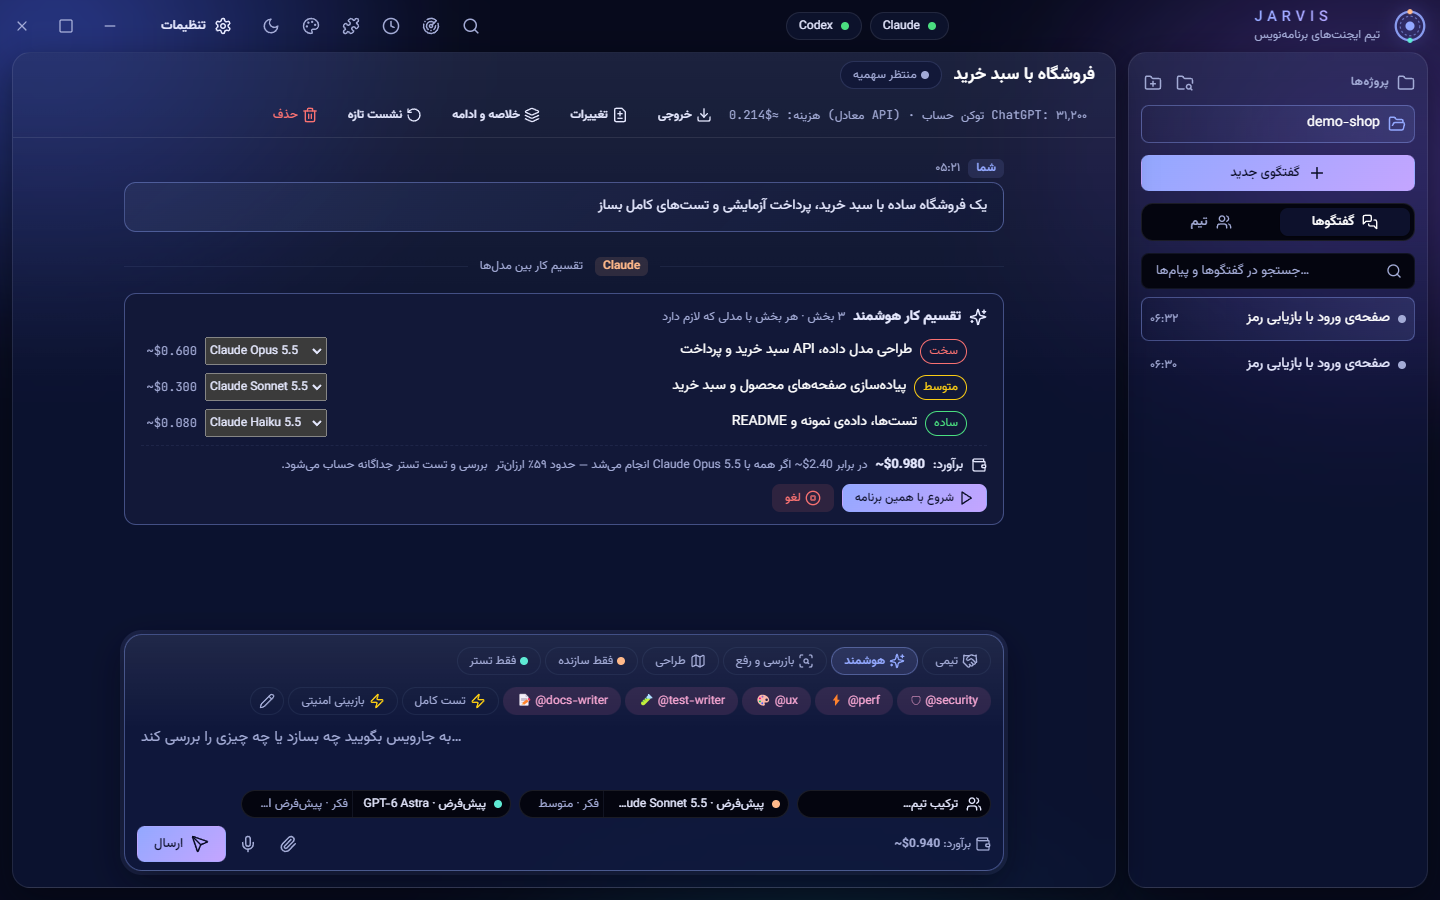 JARVIS
تیم ایجنت‌های برنامه‌نویس
Claude
Codex
تنظیمات
پروژه‌ها
demo-shop
گفتگوی جدید
گفتگوها
تیم
جستجو در گفتگوها و پیام‌ها...
صفحه‌ی ورود با بازیابی رمز ۰۶:۳۲
صفحه‌ی ورود با بازیابی رمز ۰۶:۳۰
فروشگاه با سبد خرید
منتظر سهمیه
ChatGPT: ۳۱,۲۰۰ توکن حساب · (معادل API) هزینه: ≈$0.214
خروجی
تغییرات
خلاصه و ادامه
نشست تازه
حذف
شما ۰۵:۲۱
یک فروشگاه ساده با سبد خرید، پرداخت آزمایشی و تست‌های کامل بساز
Claude تقسیم کار بین مدل‌ها
تقسیم کار هوشمند ۳ بخش · هر بخش با مدلی که لازم دارد
سخت طراحی مدل داده، API سبد خرید و پرداخت Claude Opus 5.5 ~$0.600
متوسط پیاده‌سازی صفحه‌های محصول و سبد خرید Claude Sonnet 5.5 ~$0.300
ساده تست‌ها، داده‌ی نمونه و README Claude Haiku 5.5 ~$0.080
برآورد: ~$0.980 در برابر ~$2.40 اگر همه با Claude Opus 5.5 انجام می‌شد — حدود ۵۹٪ ارزان‌تر بررسی و تست تستر جداگانه حساب می‌شود.
شروع با همین برنامه
لغو
تیمی
هوشمند
بازرسی و رفع
طراحی
فقط سازنده
فقط تستر
@security
@perf
@ux
@test-writer
@docs-writer
تست کامل
بازبینی امنیتی
به جارویس بگویید چه بسازد یا چه چیزی را بررسی کند...
ترکیب تیم...
پیش‌فرض · ude Sonnet 5.5...
فکر · متوسط
پیش‌فرض · GPT-6 Astra
فکر · پیش‌فرض ا...
برآورد: ~$0.940
ارسال